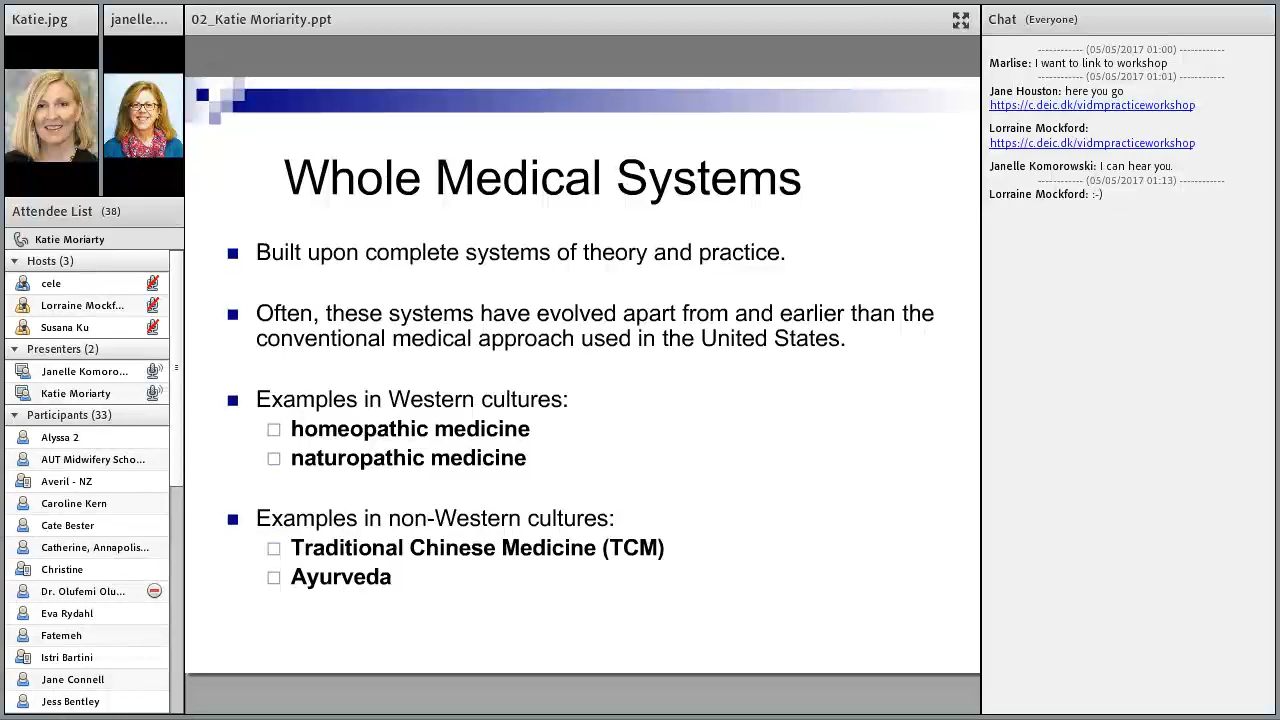 Katie.jpg
janelle....
02_Katie Moriarity.ppt
Chat (Everyone)
------------ (05/05/2017 01:00) ------------
Marlise: I want to link to workshop
------------ (05/05/2017 01:01) ------------
Jane Houston: here you go
https://c.deic.dk/vidmpracticeworkshop
Lorraine Mockford:
https://c.deic.dk/vidmpracticeworkshop
Janelle Komorowski: I can hear you.
------------ (05/05/2017 01:13) ------------
Lorraine Mockford: :-)
Attendee List (38)
Katie Moriarty
Hosts (3)
cele
Lorraine Mockf...
Susana Ku
Presenters (2)
Janelle Komoro...
Katie Moriarty
Participants (33)
Alyssa 2
AUT Midwifery Scho...
Averil - NZ
Caroline Kern
Cate Bester
Catherine, Annapolis...
Christine
Dr. Olufemi Olu...
Eva Rydahl
Fatemeh
Istri Bartini
Jane Connell
Jess Bentley
Whole Medical Systems
Built upon complete systems of theory and practice.
Often, these systems have evolved apart from and earlier than the
conventional medical approach used in the United States.
Examples in Western cultures:
homeopathic medicine
naturopathic medicine
Examples in non-Western cultures:
Traditional Chinese Medicine (TCM)
Ayurveda